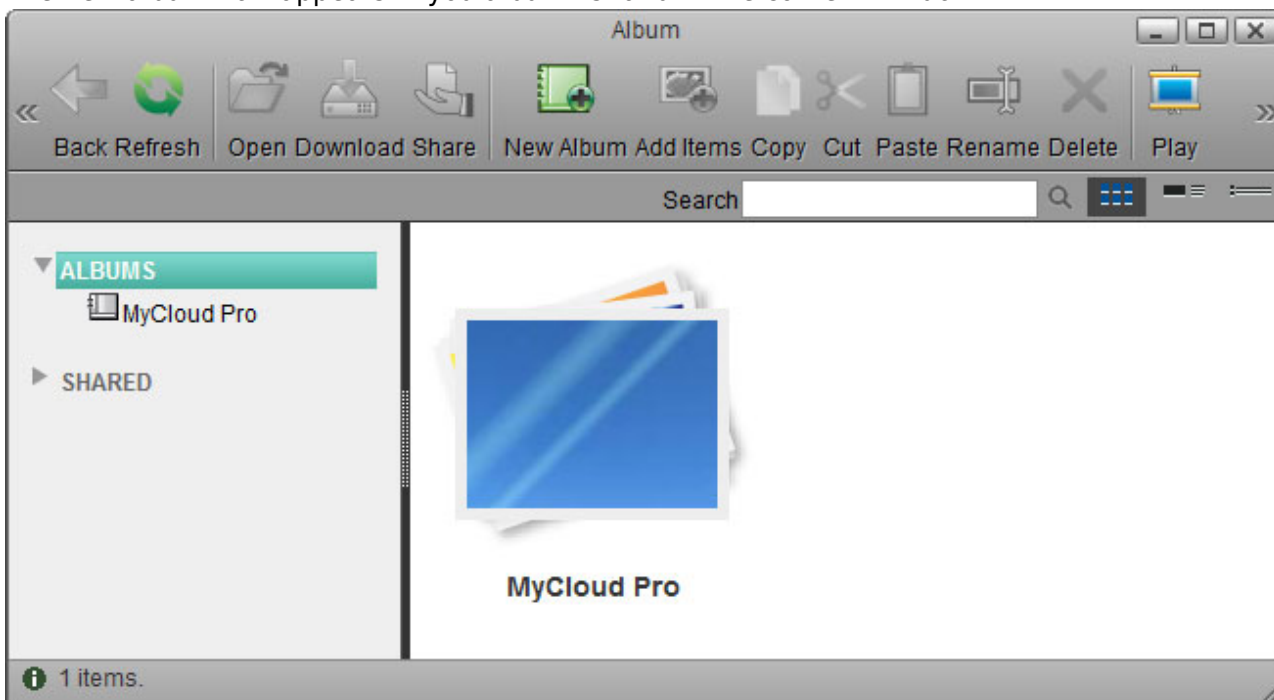 Album
Back Refresh Open Download Share New Album Add Items Copy Cut Paste Rename Delete Play
Search
ALBUMS
MyCloud Pro
SHARED
MyCloud Pro
1 items.